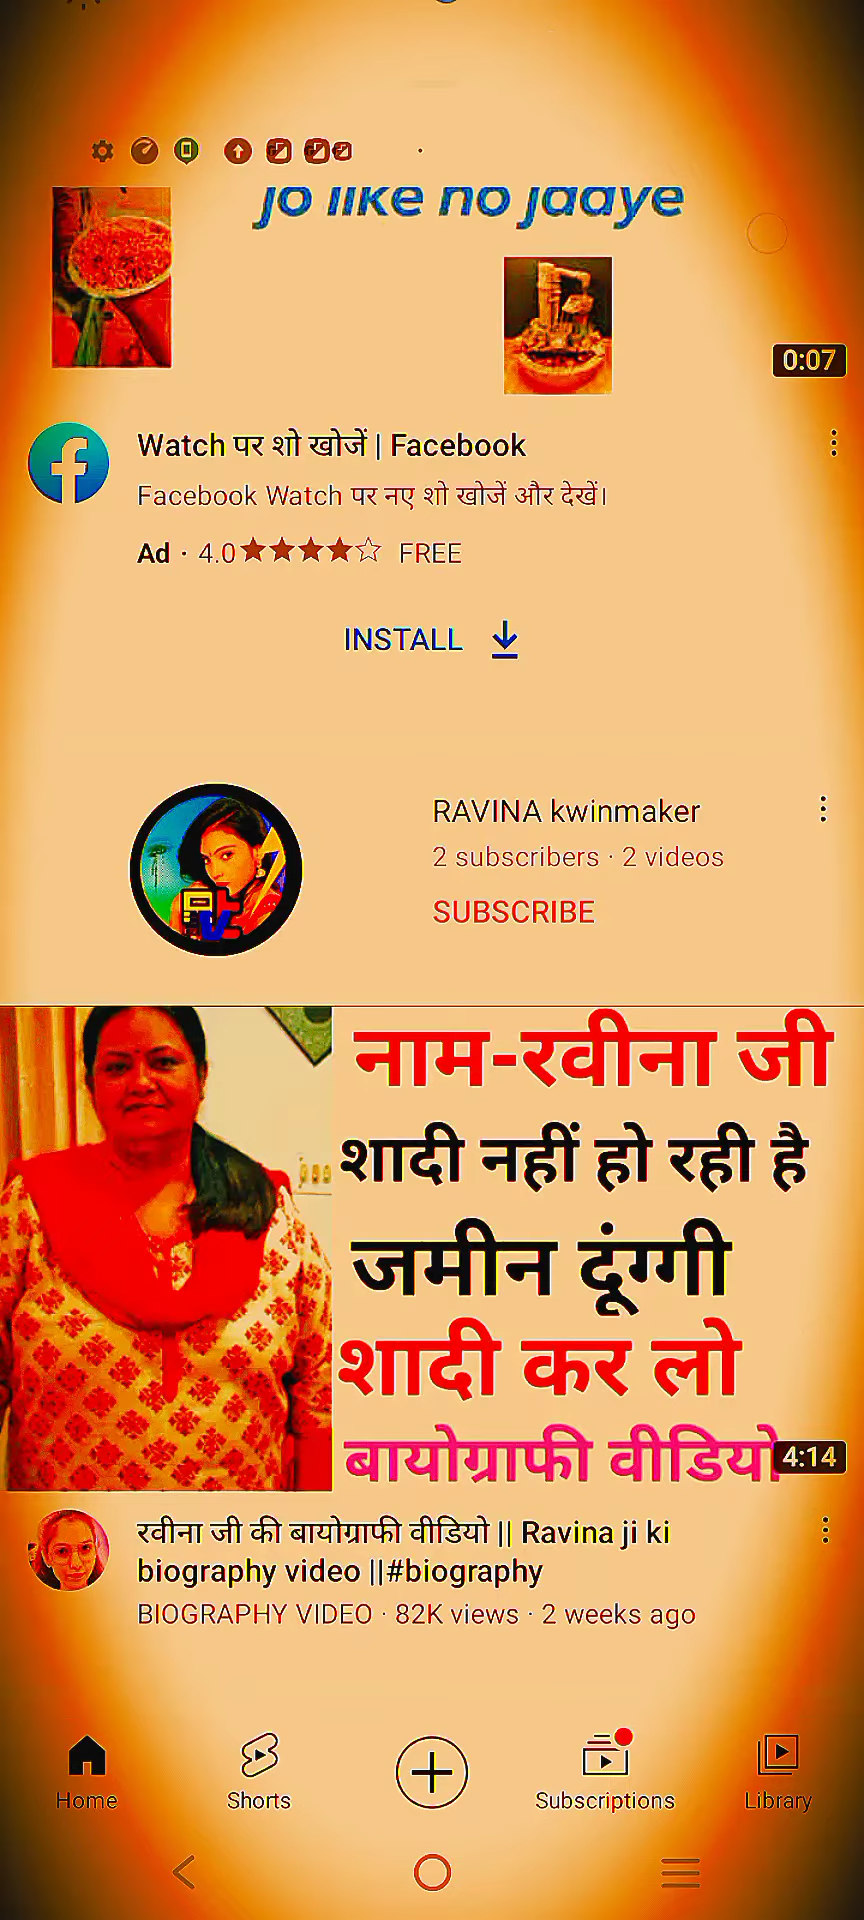 jo like ho jaaye
0:07
Watch पर शो खोजें | Facebook
Facebook Watch पर नए शो खोजें और देखें।
Ad · 4.0★★★★☆ FREE
INSTALL
RAVINA kwinmaker
2 subscribers · 2 videos
SUBSCRIBE
नाम-रवीना जी
शादी नहीं हो रही है
जमीन दूंग्गी
शादी कर लो
बायोग्राफी वीडियो
4:14
रवीना जी की बायोग्राफी वीडियो || Ravina ji ki
biography video ||#biography
BIOGRAPHY VIDEO · 82K views · 2 weeks ago
Home
Shorts
Subscriptions
Library